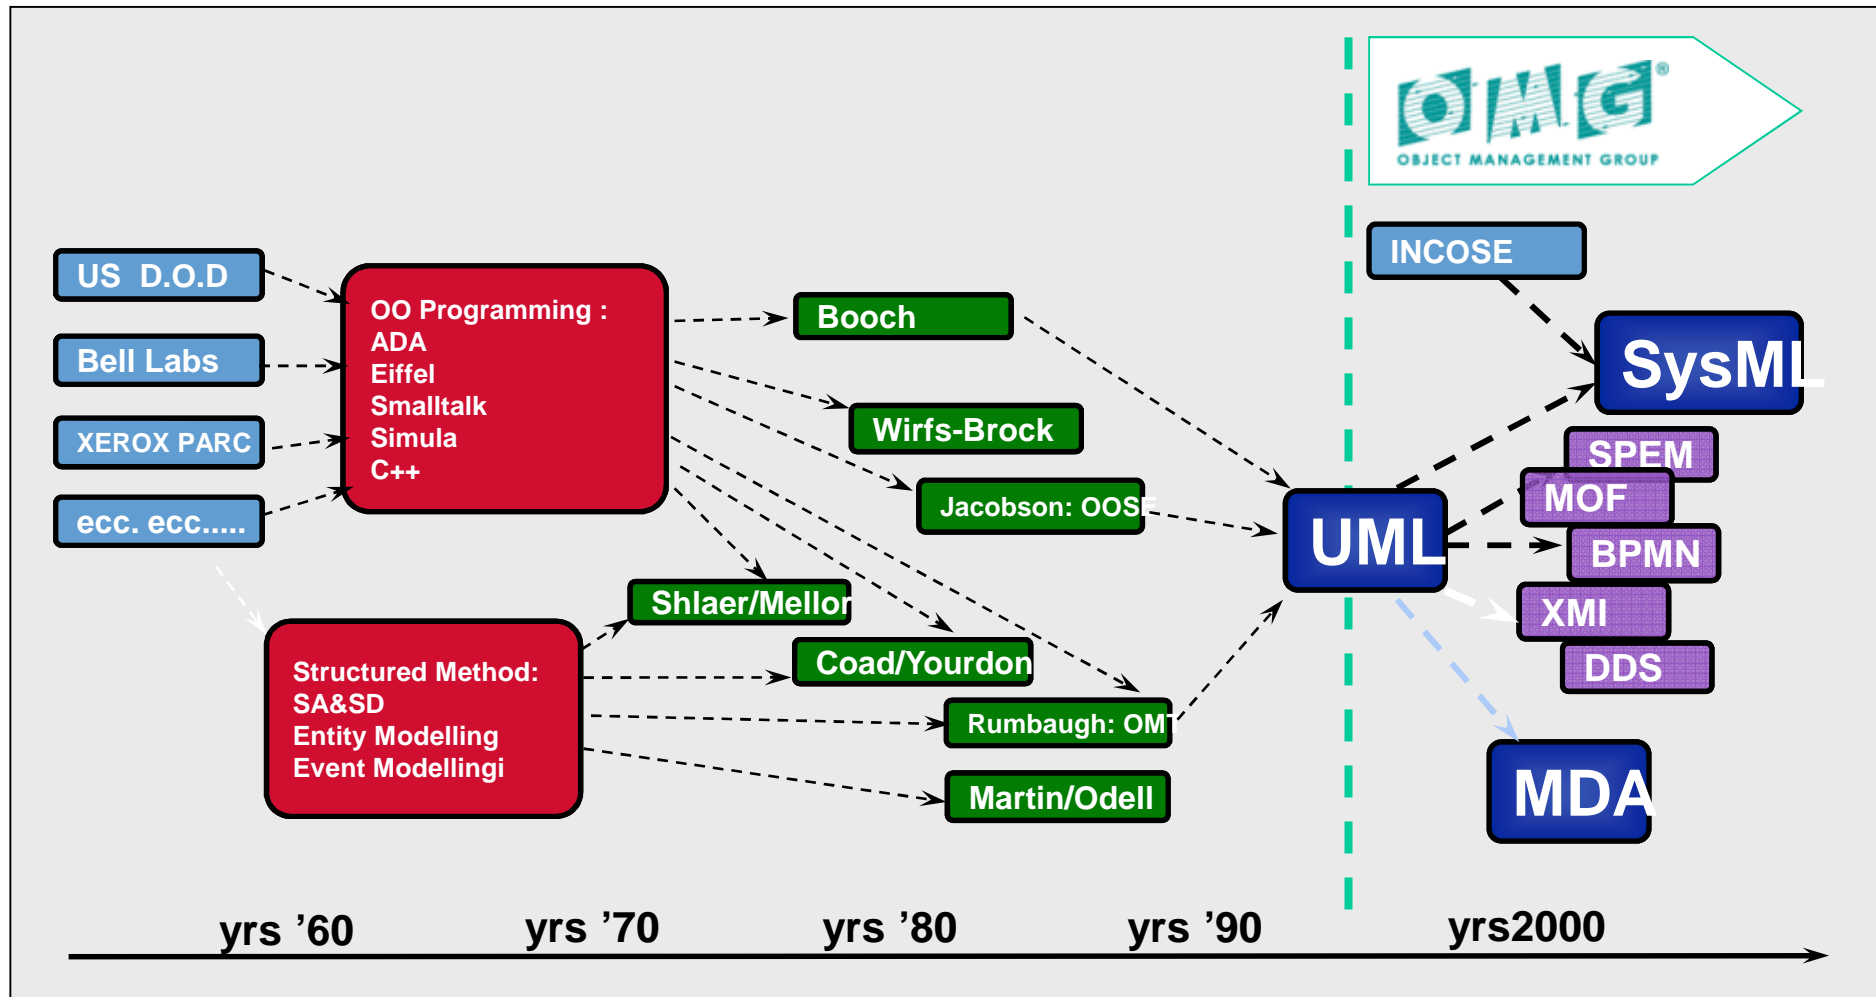 OMG®
OBJECT MANAGEMENT GROUP
INCOSE
US D.O.D
Bell Labs
XEROX PARC
ecc. ecc.....
OO Programming :
ADA
Eiffel
Smalltalk
Simula
C++
Structured Method:
SA&SD
Entity Modelling
Event Modellingi
Booch
Wirfs-Brock
Jacobson: OOSE
Shlaer/Mellor
Coad/Yourdon
Rumbaugh: OMT
Martin/Odell
UML
SysML
SPEM
MOF
BPMN
XMI
DDS
MDA
yrs ’60
yrs ’70
yrs ’80
yrs ’90
yrs2000